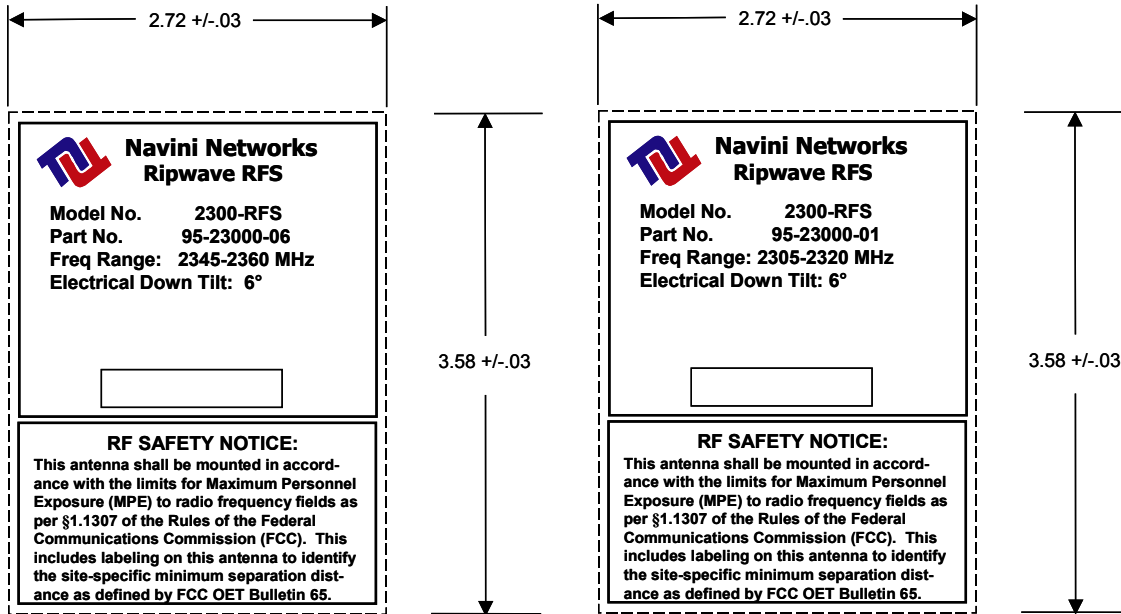 2.72 +/-.03
Navini Networks
Ripwave RFS
Model No. 2300-RFS
Part No. 95-23000-06
Freq Range: 2345-2360 MHz
Electrical Down Tilt: 6°
3.58 +/-.03
RF SAFETY NOTICE:
This antenna shall be mounted in accord-
ance with the limits for Maximum Personnel
Exposure (MPE) to radio frequency fields as
per §1.1307 of the Rules of the Federal
Communications Commission (FCC). This
includes labeling on this antenna to identify
the site-specific minimum separation dist-
ance as defined by FCC OET Bulletin 65.
2.72 +/-.03
Navini Networks
Ripwave RFS
Model No. 2300-RFS
Part No. 95-23000-01
Freq Range: 2305-2320 MHz
Electrical Down Tilt: 6°
3.58 +/-.03
RF SAFETY NOTICE:
This antenna shall be mounted in accord-
ance with the limits for Maximum Personnel
Exposure (MPE) to radio frequency fields as
per §1.1307 of the Rules of the Federal
Communications Commission (FCC). This
includes labeling on this antenna to identify
the site-specific minimum separation dist-
ance as defined by FCC OET Bulletin 65.